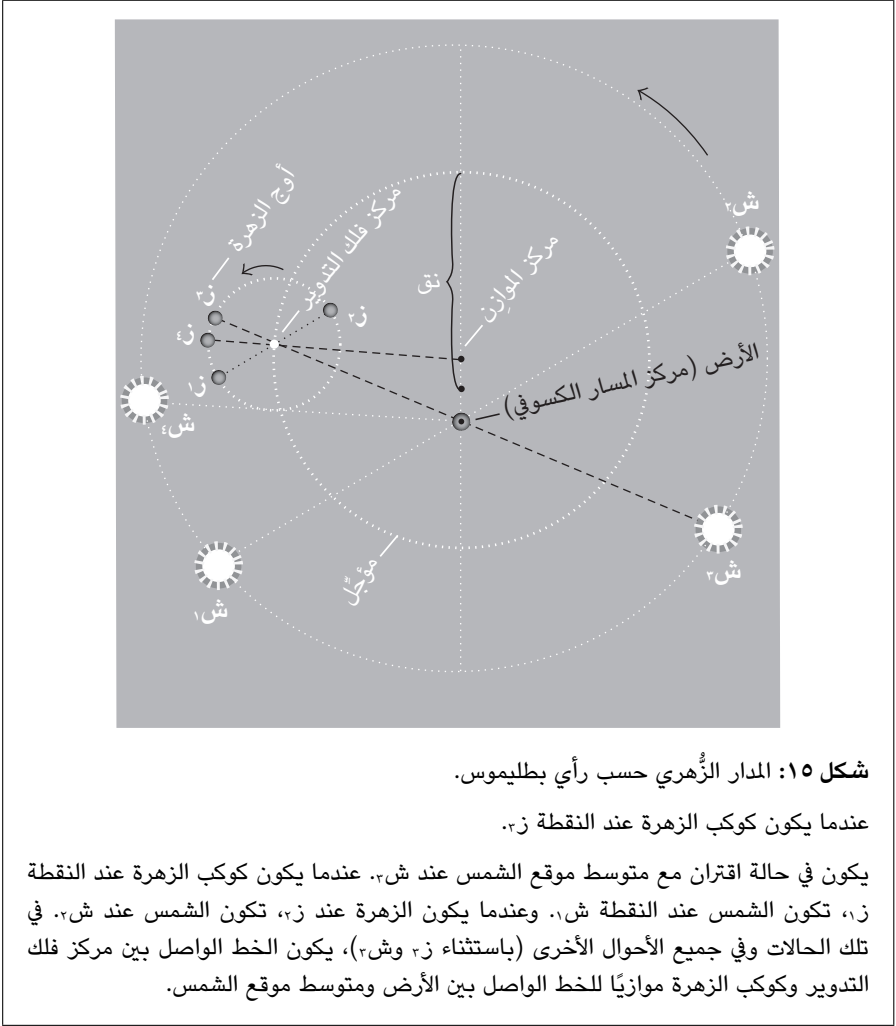 ش٢
أوج الزهرة
مركز فلك التدوير
مركز الموازِن
نق
ز٣
ز٢
ز٤
ز١
الأرض (مركز المسار الكسوفي)
ش٤
ش٣
ش١
مؤجِّل
شكل ١٥: المدار الزُّهري حسب رأي بطليموس.
عندما يكون كوكب الزهرة عند النقطة ز٣.
يكون في حالة اقتران مع متوسط موقع الشمس عند ش٣. عندما يكون كوكب الزهرة عند النقطة
ز١، تكون الشمس عند النقطة ش١. وعندما يكون الزهرة عند ز٢، تكون الشمس عند ش٢. في
تلك الحالات وفي جميع الأحوال الأخرى (باستثناء ز٣ وش٣)، يكون الخط الواصل بين مركز فلك
التدوير وكوكب الزهرة موازيًا للخط الواصل بين الأرض ومتوسط موقع الشمس.